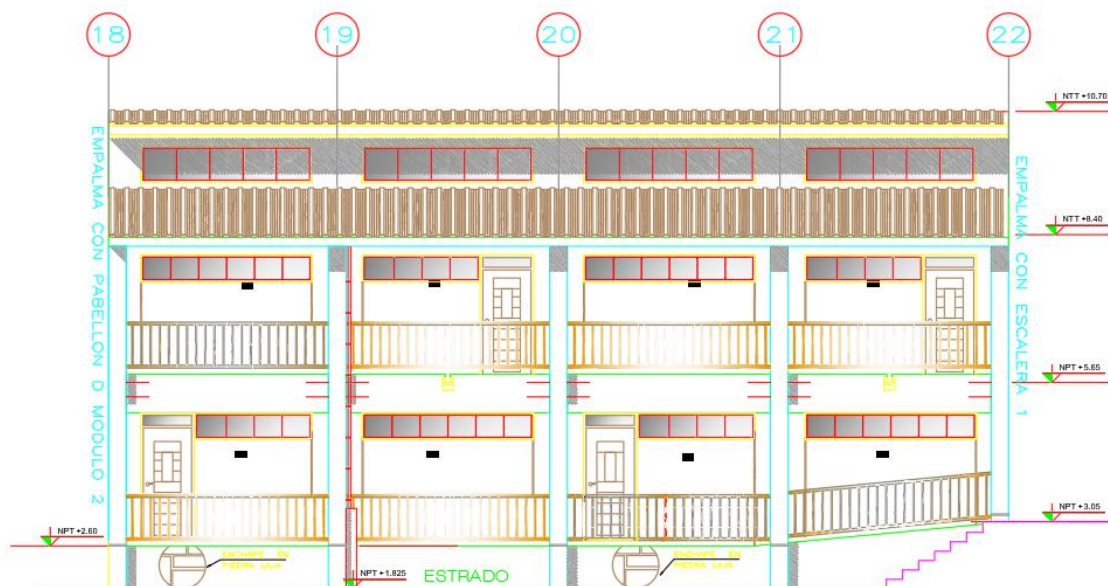 18 19 20 21 22
NTT +10.70
EMPALMA CON PABELLON D MODULO 2
EMPALMA CON ESCALERA 1
NTT +8.40
NPT +5.85
NPT +3.05
NPT +2.60
ENCHAPE EN
PIEDRA LAJA
ENCHAPE EN
PIEDRA LAJA
NPT +1.825
ESTRADO